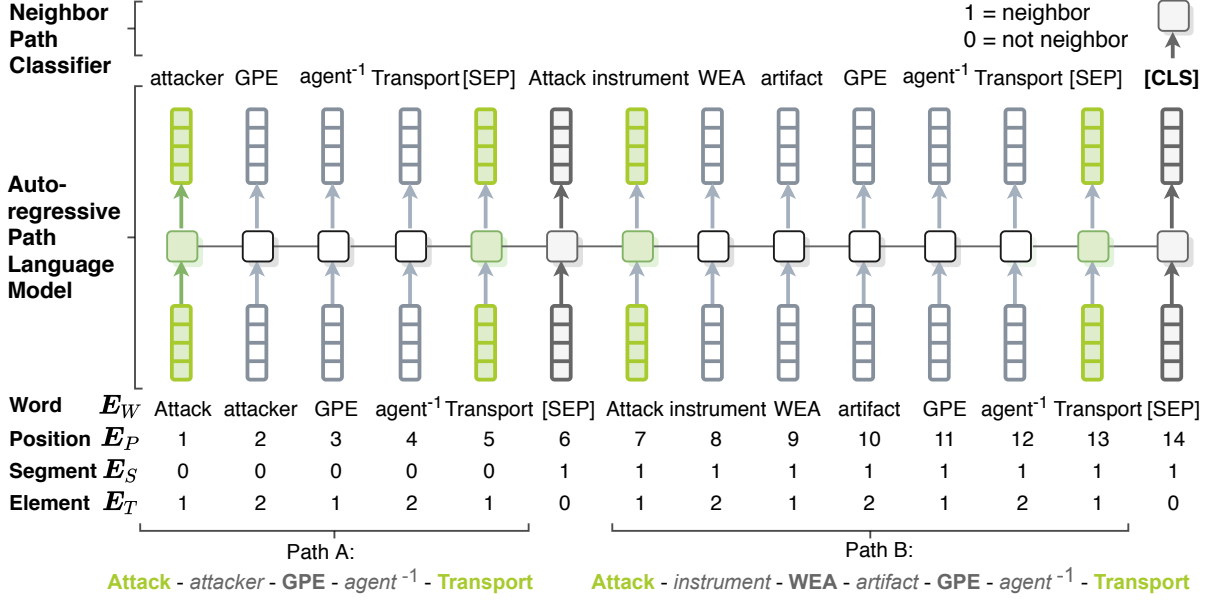 Neighbor Path Classifier
1 = neighbor
0 = not neighbor
attacker GPE agent⁻¹ Transport [SEP] Attack instrument WEA artifact GPE agent⁻¹ Transport [SEP] [CLS]
Auto-regressive Path Language Model
Word E_W Attack attacker GPE agent⁻¹ Transport [SEP] Attack instrument WEA artifact GPE agent⁻¹ Transport [SEP]
Position E_P 1 2 3 4 5 6 7 8 9 10 11 12 13 14
Segment E_S 0 0 0 0 0 1 1 1 1 1 1 1 1 1
Element E_T 1 2 1 2 1 0 1 2 1 2 1 2 1 0
Path A: Path B:
Attack - attacker - GPE - agent ⁻¹ - Transport Attack - instrument - WEA - artifact - GPE - agent ⁻¹ - Transport